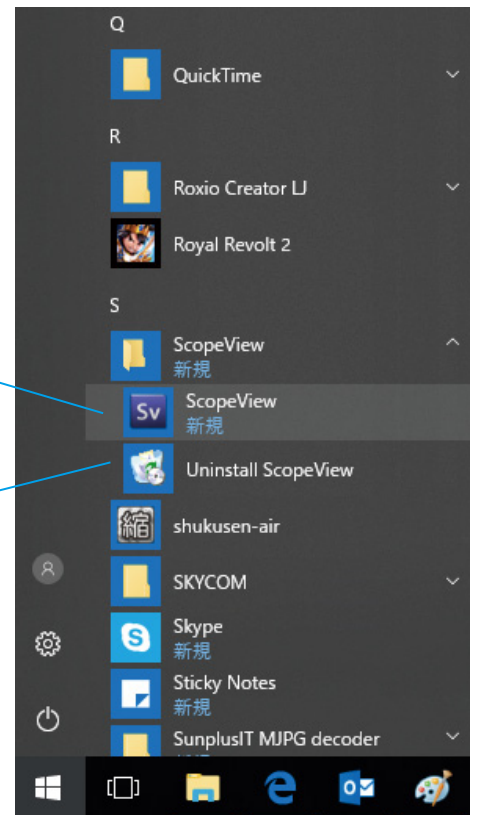 Q
QuickTime
R
Roxio Creator LJ
Royal Revolt 2
S
ScopeView
新規
Sv
ScopeView
新規
Uninstall ScopeView
縮
shukusen-air
SKYCOM
S
Skype
新規
Sticky Notes
新規
SunplusIT MJPG decoder